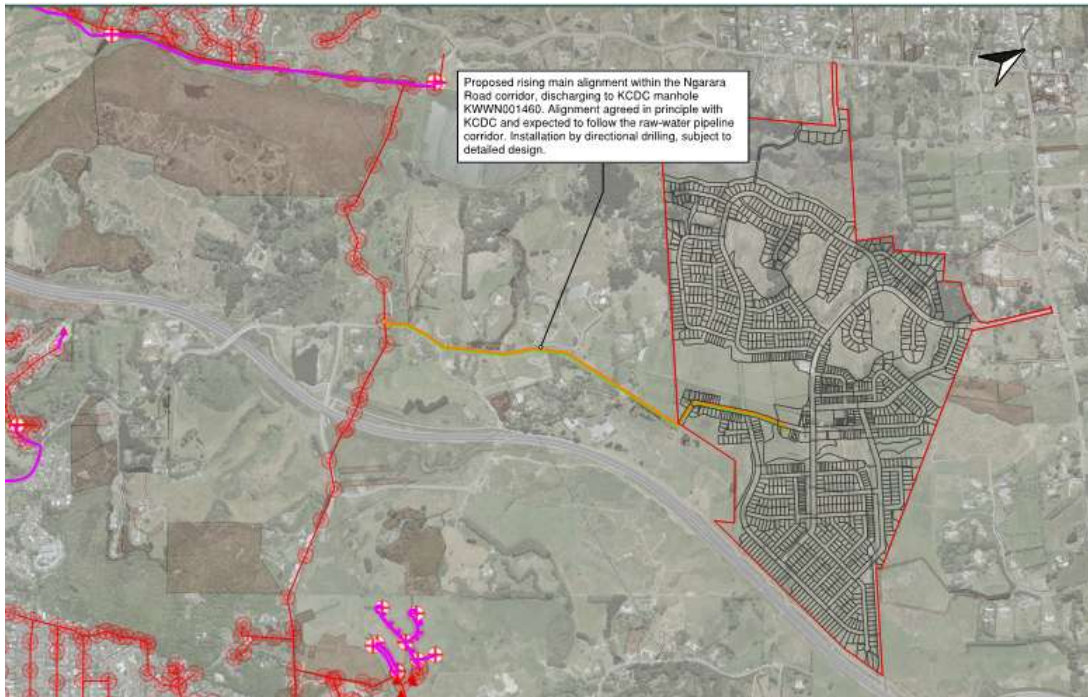 Proposed rising main alignment within the Ngarara
Road corridor, discharging to KCDC manhole
KWWN001460. Alignment agreed in principle with
KCDC and expected to follow the raw-water pipeline
corridor. Installation by directional drilling, subject to
detailed design.